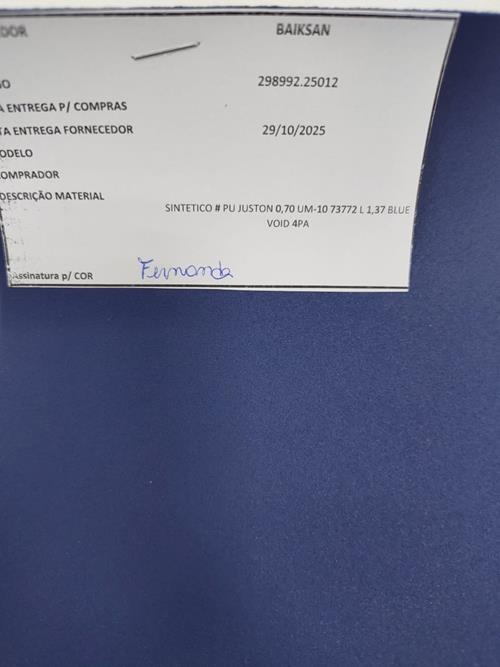 DOR BAIKSAN
O 298992.25012
A ENTREGA P/ COMPRAS
TA ENTREGA FORNECEDOR 29/10/2025
ODELO
OMPRADOR
DESCRIÇÃO MATERIAL
SINTETICO # PU JUSTON 0,70 UM-10 73772 L 1,37 BLUE
VOID 4PA
Assinatura p/ COR Fernanda